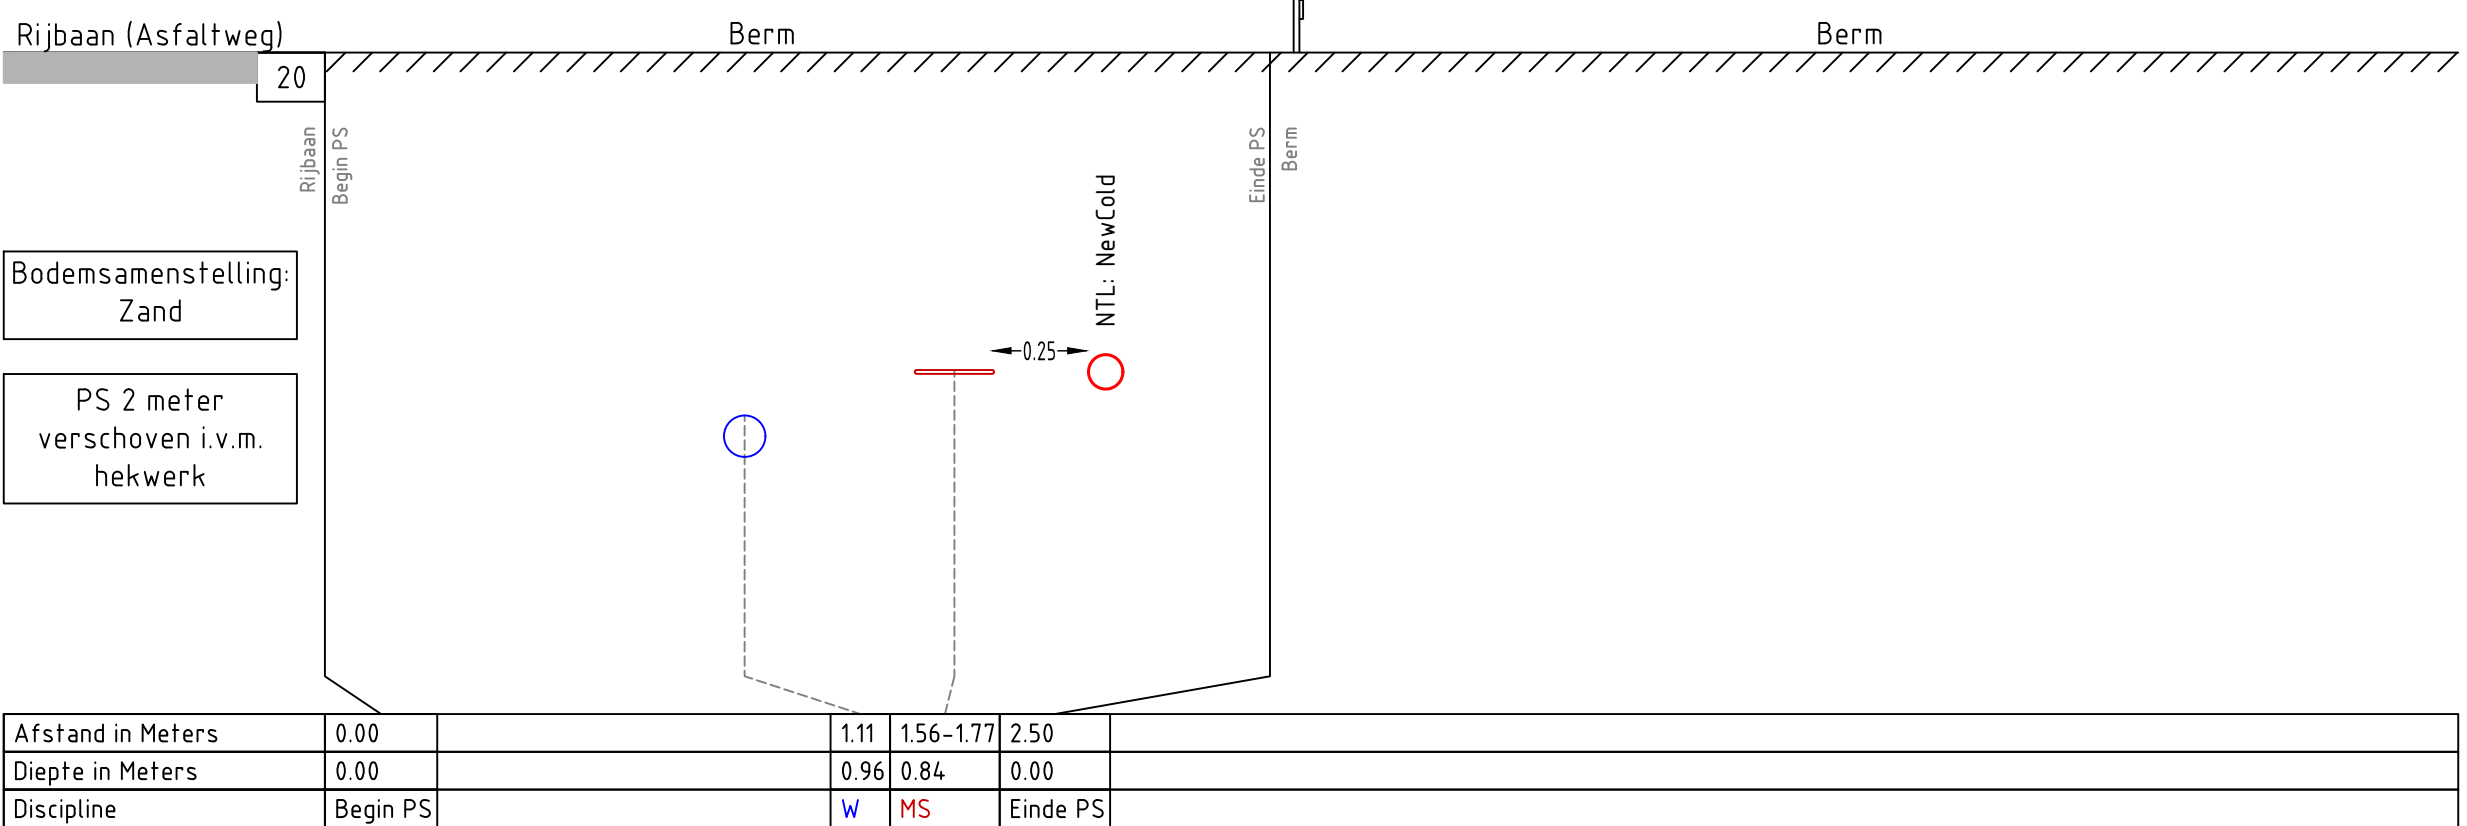 Rijbaan (Asfaltweg)
Berm
Berm
20
Rijbaan
Begin PS
Einde PS
Berm
NTL: NewCold
Bodemsamenstelling:
Zand
0.25
PS 2 meter
verschoven i.v.m.
hekwerk
Afstand in Meters 0.00 1.11 1.56-1.77 2.50
Diepte in Meters 0.00 0.96 0.84 0.00
Discipline Begin PS W MS Einde PS